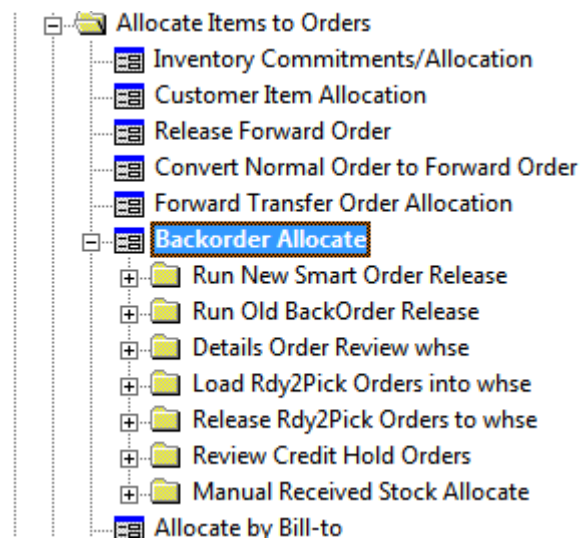 Allocate Items to Orders
Inventory Commitments/Allocation
Customer Item Allocation
Release Forward Order
Convert Normal Order to Forward Order
Forward Transfer Order Allocation
Backorder Allocate
Run New Smart Order Release
Run Old BackOrder Release
Details Order Review whse
Load Rdy2Pick Orders into whse
Release Rdy2Pick Orders to whse
Review Credit Hold Orders
Manual Received Stock Allocate
Allocate by Bill-to